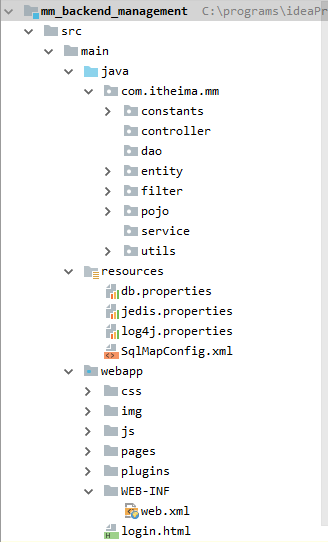 mm_backend_management C:\programs\ideaPr
src
main
java
com.itheima.mm
constants
controller
dao
entity
filter
pojo
service
utils
resources
db.properties
jedis.properties
log4j.properties
SqlMapConfig.xml
webapp
css
img
js
pages
plugins
WEB-INF
web.xml
login.html